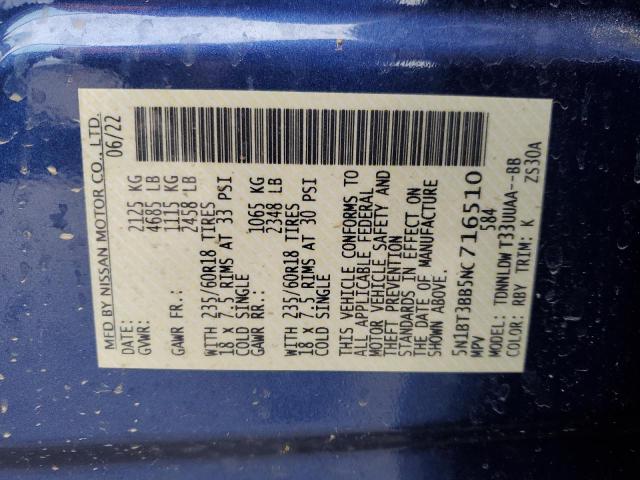 MFD BY NISSAN MOTOR CO., LTD.
DATE: 06/22
GVWR: 2125 KG
4685 LB
GAWR FR.: 1115 KG
2458 LB
WITH 235/60R18 TIRES
18 X 7.5 RIMS AT 33 PSI
COLD SINGLE
GAWR RR.: 1065 KG
2348 LB
WITH 235/60R18 TIRES
18 X 7.5 RIMS AT 30 PSI
COLD SINGLE
THIS VEHICLE CONFORMS TO
ALL APPLICABLE FEDERAL
MOTOR VEHICLE SAFETY AND
THEFT PREVENTION
STANDARDS IN EFFECT ON
THE DATE OF MANUFACTURE
SHOWN ABOVE.
5N1BT3BB5NC716510
MPV 584
MODEL: TDNNLDWT33UUAA--BB
COLOR: RBY TRIM: K ZS30A